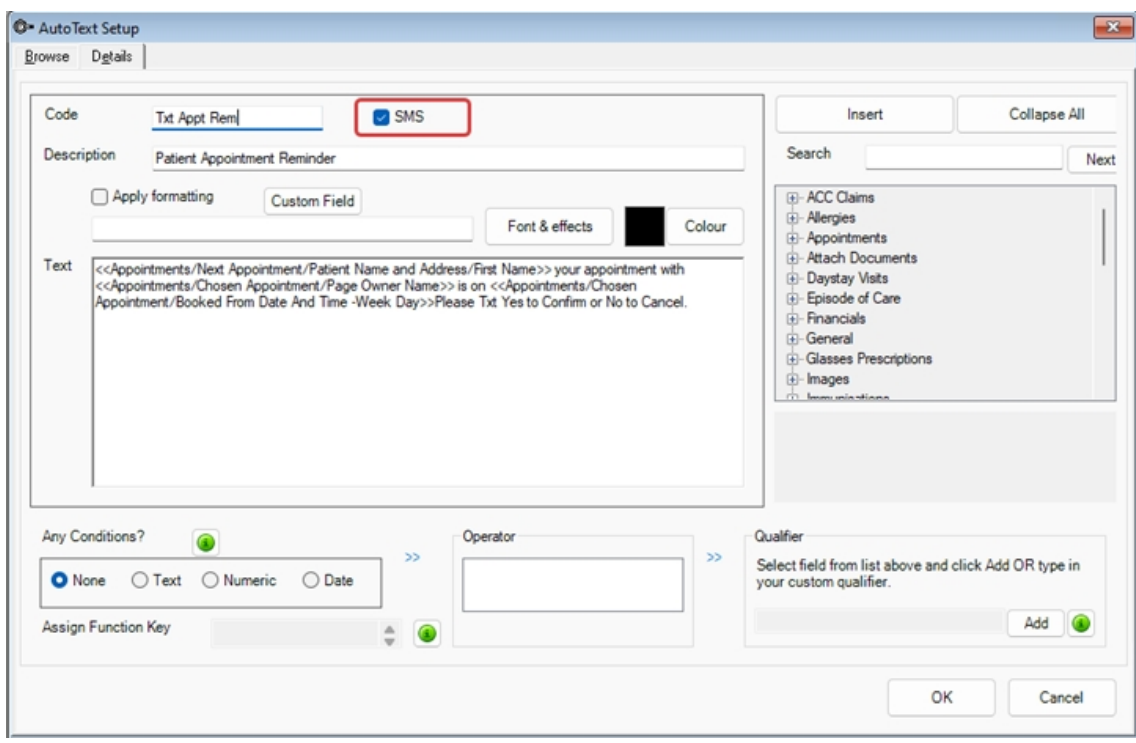 AutoText Setup
Browse Details
Code Txt Appt Rem SMS
Description Patient Appointment Reminder
Apply formatting Custom Field
Font & effects Colour
Text <<Appointments/Next Appointment/Patient Name and Address/First Name>> your appointment with
<<Appointments/Chosen Appointment/Page Owner Name>> is on <<Appointments/Chosen
Appointment/Booked From Date And Time -Week Day>>Please Txt Yes to Confirm or No to Cancel.
Insert Collapse All
Search Next
ACC Claims
Allergies
Appointments
Attach Documents
Daystay Visits
Episode of Care
Financials
General
Glasses Prescriptions
Images
Immunisations
Any Conditions?
None Text Numeric Date
>>
Operator
>>
Qualifier
Select field from list above and click Add OR type in
your custom qualifier.
Add
Assign Function Key
OK Cancel